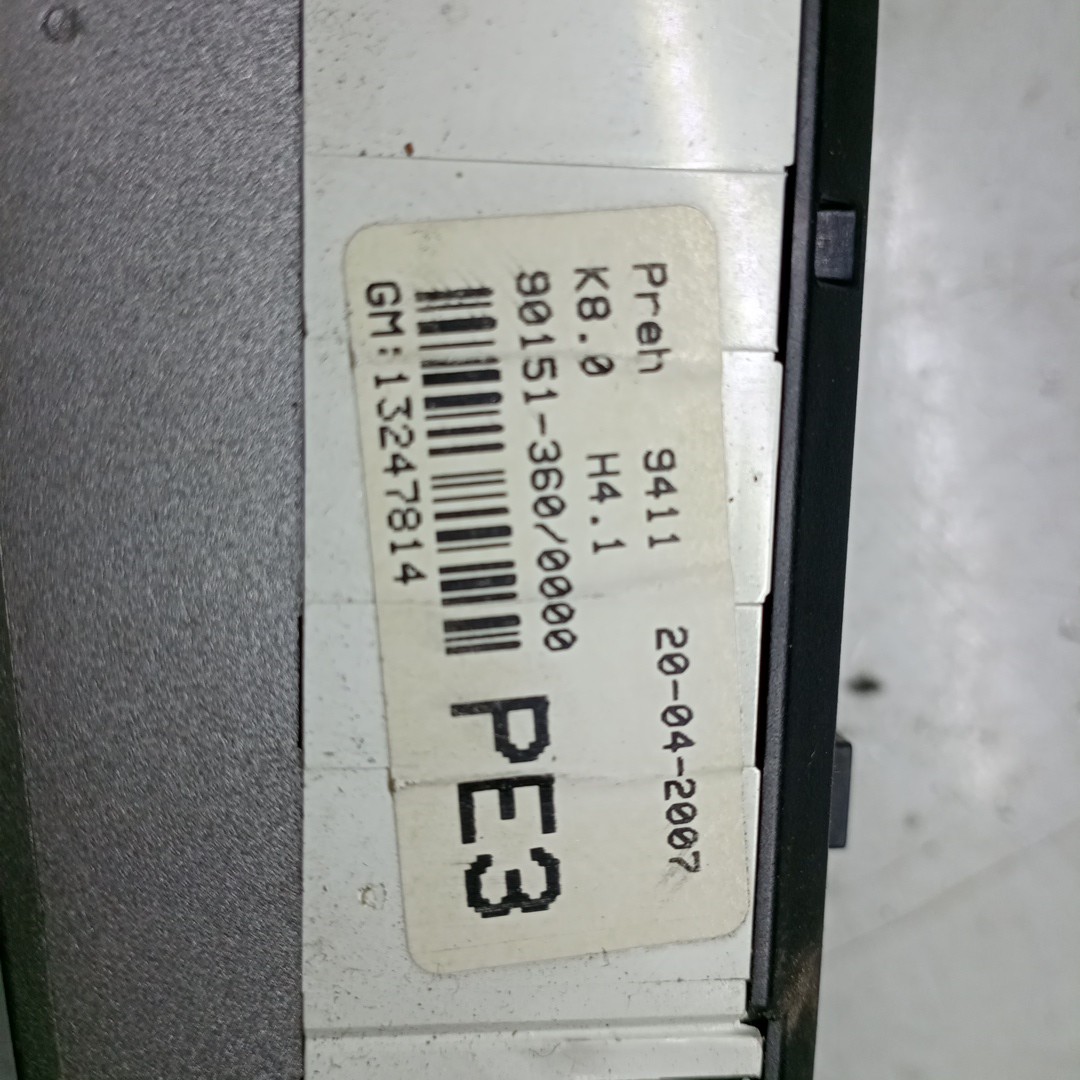 Preh 9411 20-04-2007
K8.0 H4.1
90151-360/0000
PE3
GM:13247814